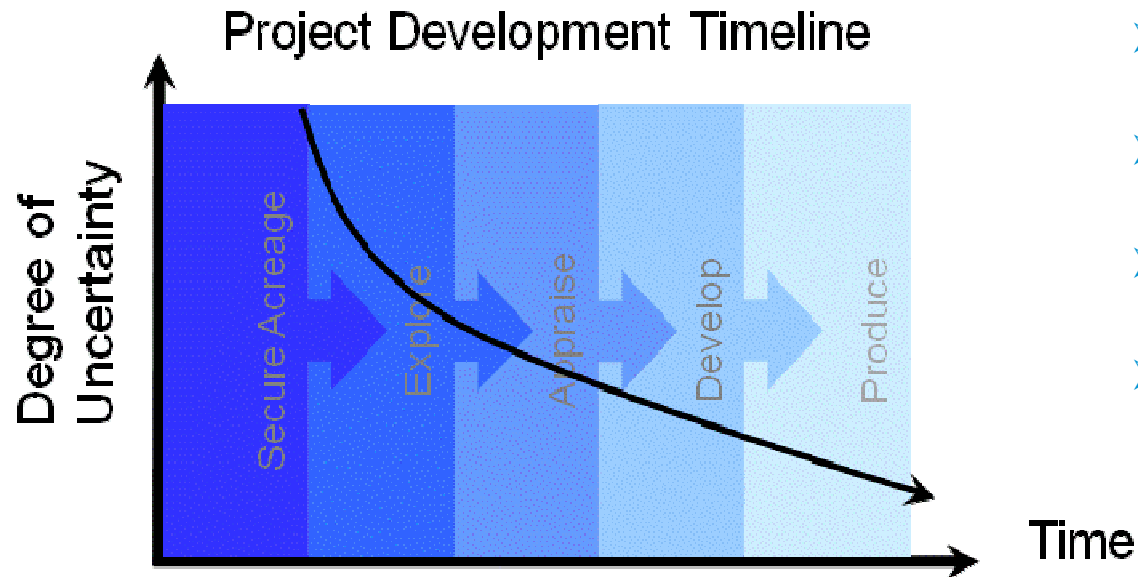 Project Development Timeline
Degree of
Uncertainty
Secure Acreage
Explore
Appraise
Develop
Produce
Time